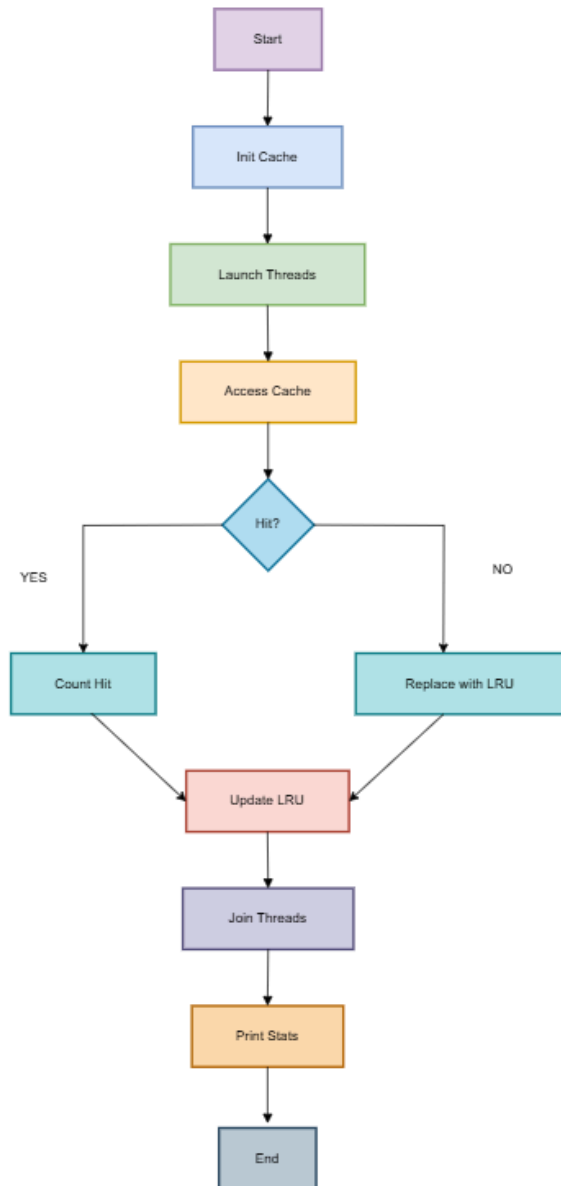 Start
Init Cache
Launch Threads
Access Cache
Hit?
YES
NO
Count Hit
Replace with LRU
Update LRU
Join Threads
Print Stats
End